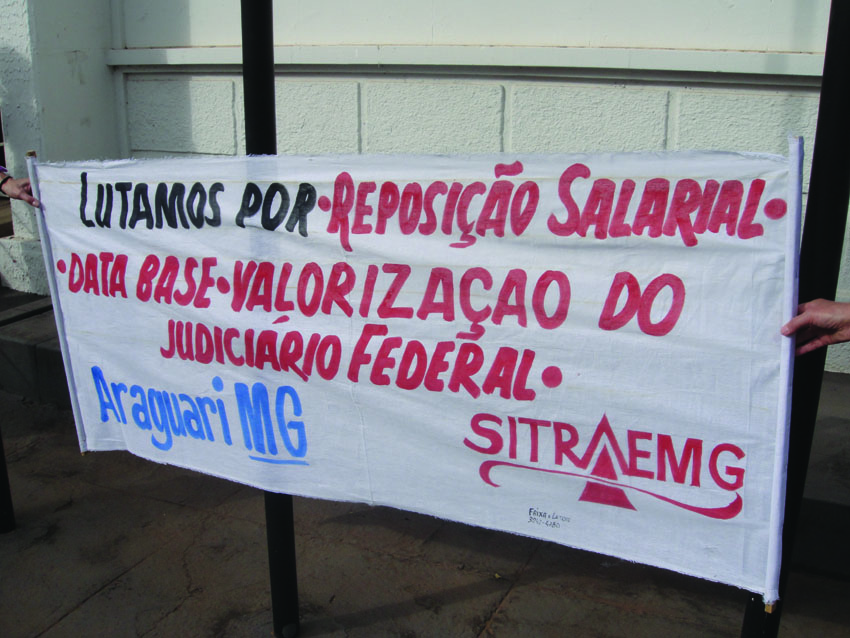 LUTAMOS POR • REPOSIÇÃO SALARIAL •
• DATA BASE • VALORIZAÇAO DO
JUDICIÁRIO FEDERAL •
Araguari MG
SITRAEMG